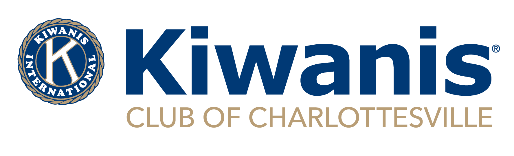 KIWANIS
K
INTERNATIONAL
Kiwanis®
CLUB OF CHARLOTTESVILLE